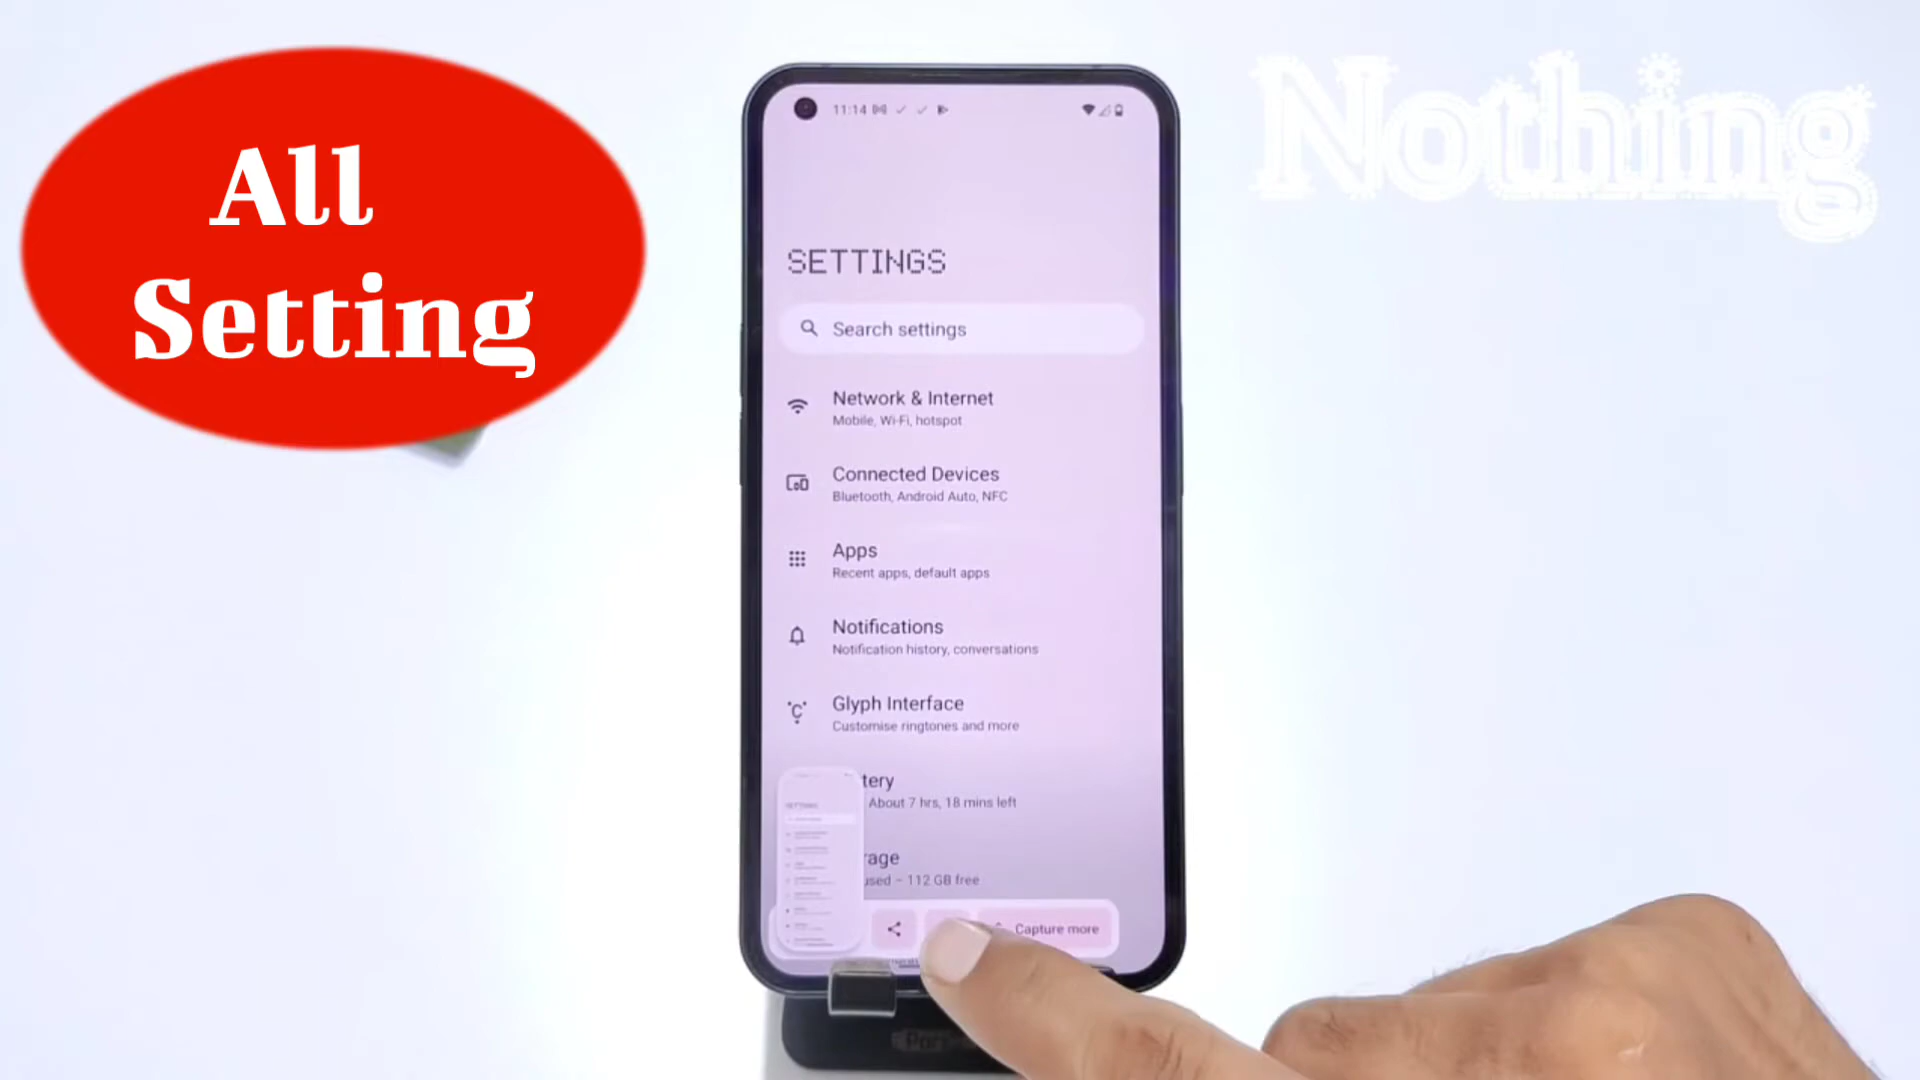 All
Setting
Nothing
11:14
SETTINGS
Search settings
Network & Internet
Mobile, Wi-Fi, hotspot
Connected Devices
Bluetooth, Android Auto, NFC
Apps
Recent apps, default apps
Notifications
Notification history, conversations
Glyph Interface
Customise ringtones and more
tery
About 7 hrs, 18 mins left
rage
used – 112 GB free
Capture more